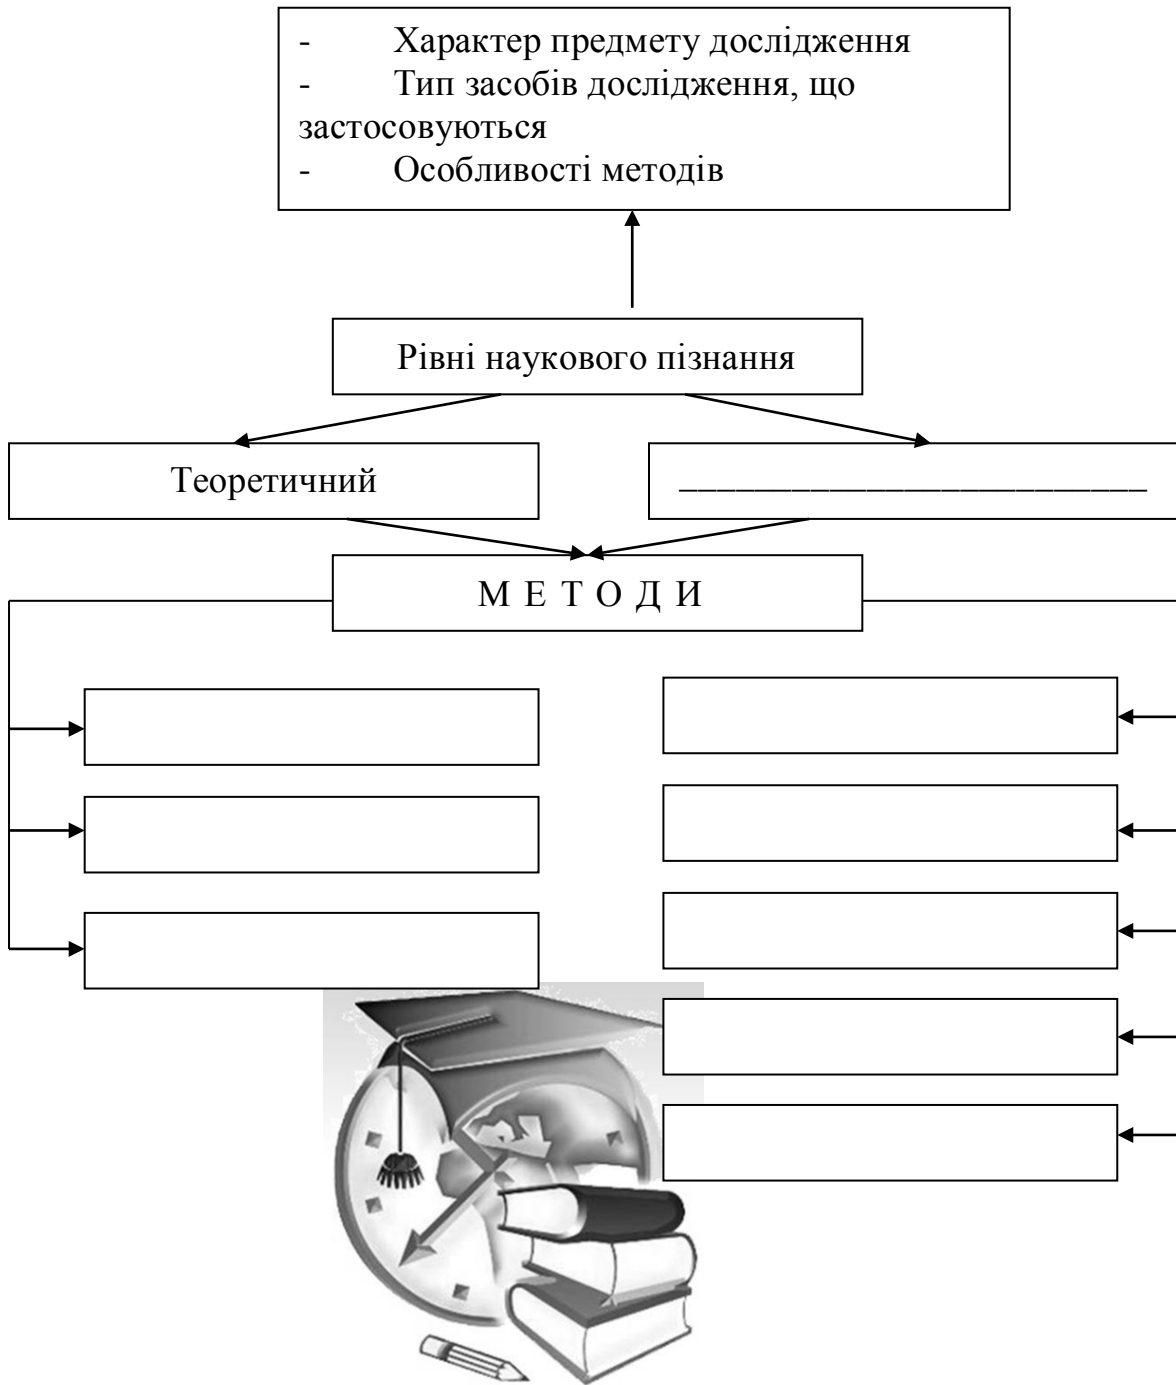 - Характер предмету дослідження
- Тип засобів дослідження, що
застосовуються
- Особливості методів
Рівні наукового пізнання
Теоретичний
_________________________
М Е Т О Д И